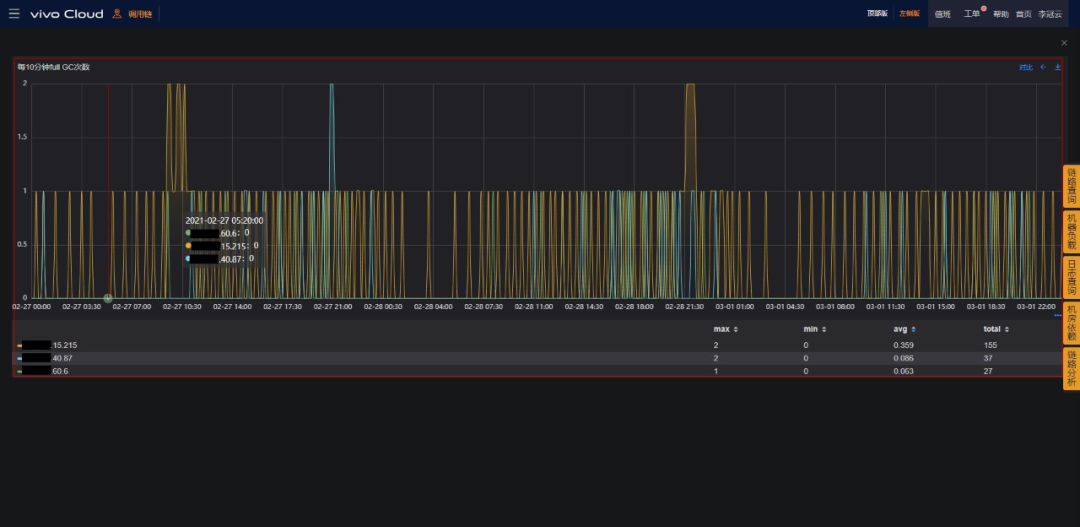 vivo Cloud 调用链 顶部版 左侧版 值班 工单 帮助 首页 李冠云
每10分钟full GC次数 对比
2
1.5
1
0.5
0
2021-02-27 05:20:00
.60.6: 0
.15.215: 0
.40.87: 0
02-27 00:00 02-27 03:30 02-27 07:00 02-27 10:30 02-27 14:00 02-27 17:30 02-27 21:00 02-28 00:30 02-28 04:00 02-28 07:30 02-28 11:00 02-28 14:30 02-28 18:00 02-28 21:30 03-01 01:00 03-01 04:30 03-01 08:00 03-01 11:30 03-01 15:00 03-01 18:30 03-01 22:00
max min avg total
.15.215 2 0 0.359 155
.40.87 2 0 0.086 37
.60.6 1 0 0.063 27
链路查询
机器负载
日志查询
机房依赖
链路分析